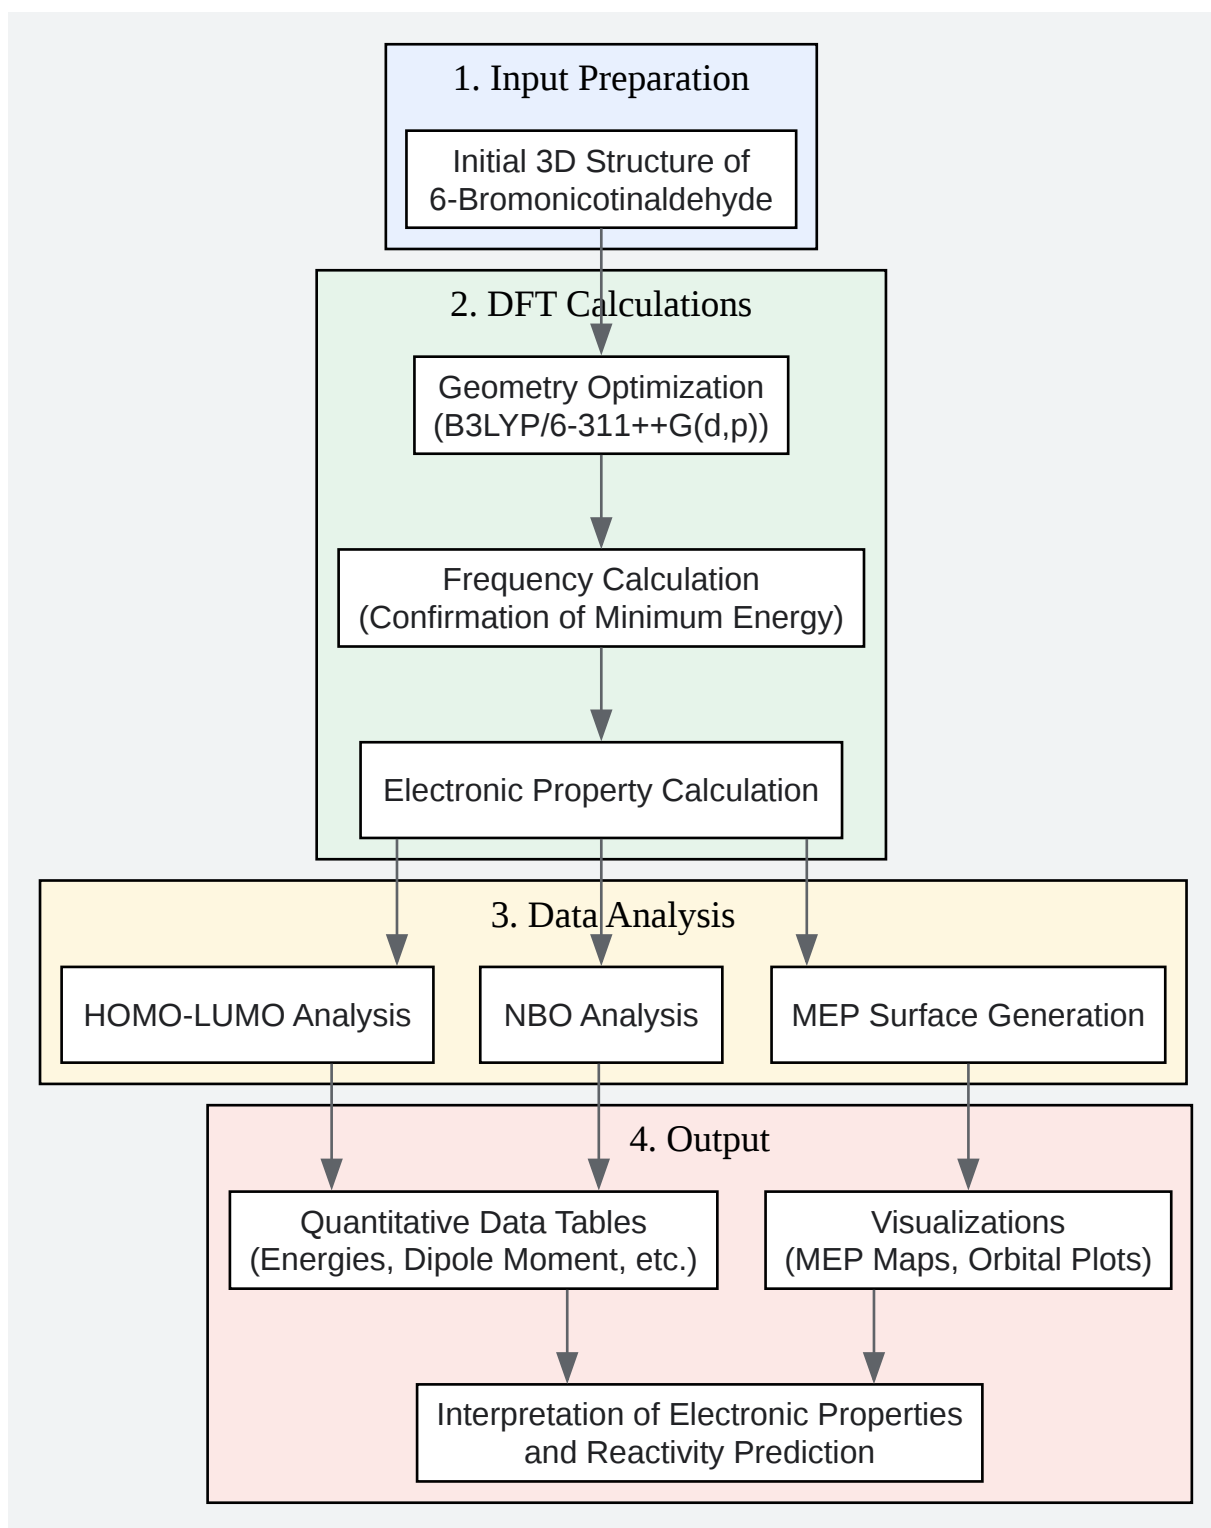 1. Input Preparation
Initial 3D Structure of
6-Bromonicotinaldehyde
2. DFT Calculations
Geometry Optimization
(B3LYP/6-311++G(d,p))
Frequency Calculation
(Confirmation of Minimum Energy)
Electronic Property Calculation
3. Data Analysis
HOMO-LUMO Analysis
NBO Analysis
MEP Surface Generation
4. Output
Quantitative Data Tables
(Energies, Dipole Moment, etc.)
Visualizations
(MEP Maps, Orbital Plots)
Interpretation of Electronic Properties
and Reactivity Prediction